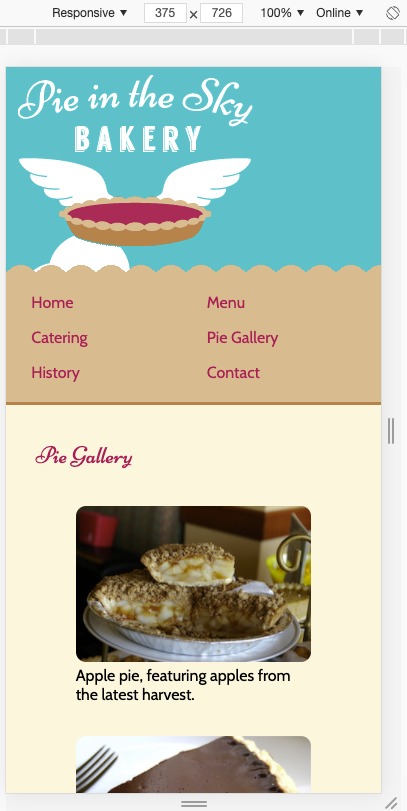 Responsive ▼ 375 × 726 100% ▼ Online ▼
Pie in the Sky
BAKERY
Home Menu
Catering Pie Gallery
History Contact
Pie Gallery
Apple pie, featuring apples from
the latest harvest.